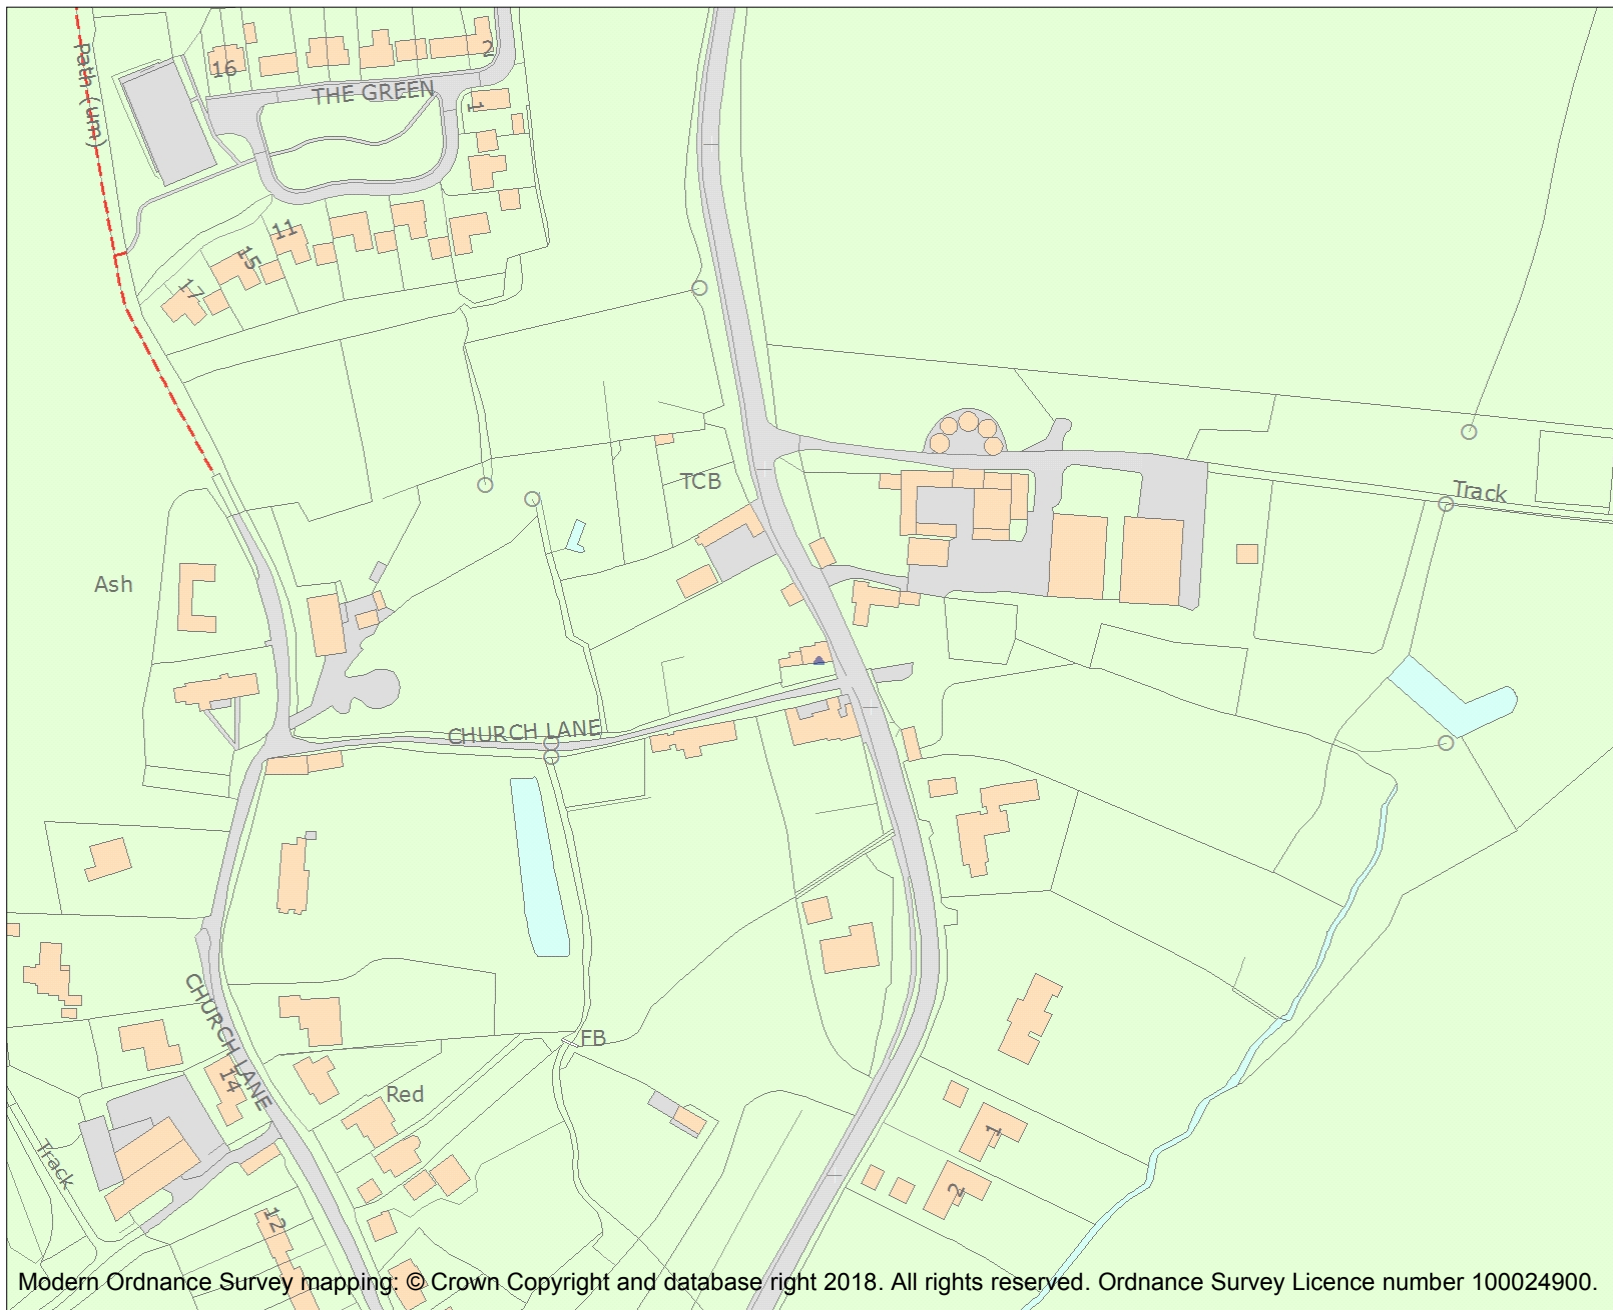 Path (um)
16
2
THE GREEN
1
11
15
17
TCB
Track
Ash
CHURCH LANE
CHURCH LANE
FB
14
Red
1
Track
2
12
Modern Ordnance Survey mapping: © Crown Copyright and database right 2018. All rights reserved. Ordnance Survey Licence number 100024900.